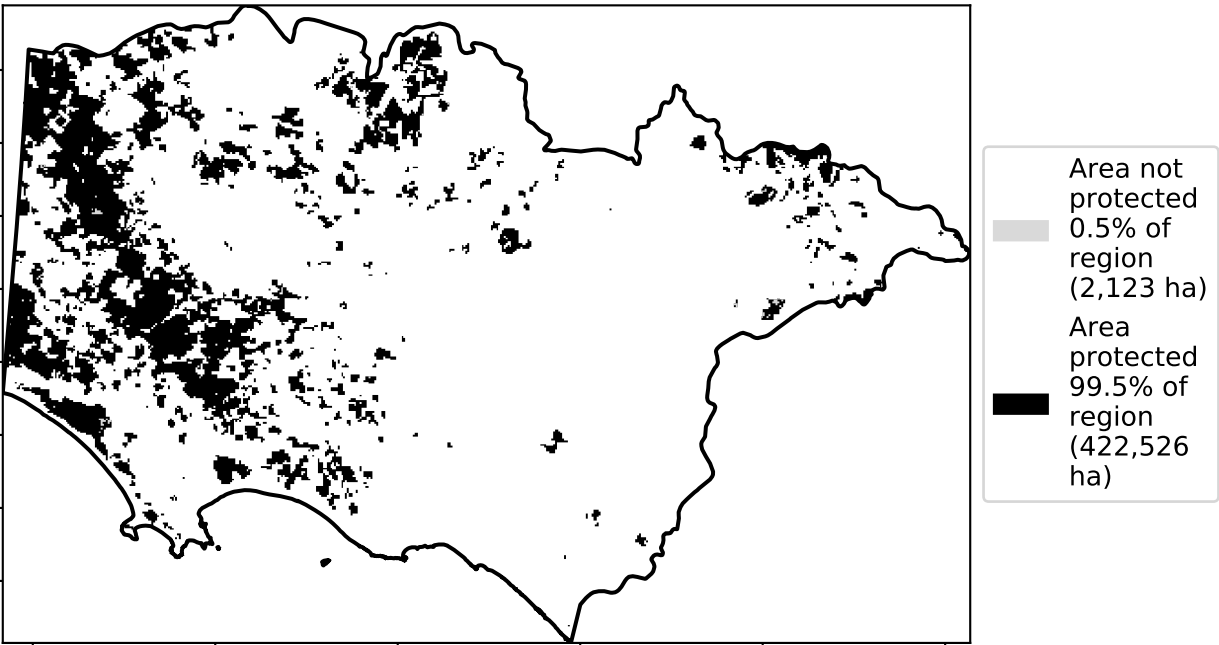 Area not
protected
0.5% of
region
(2,123 ha)
Area
protected
99.5% of
region
(422,526
ha)